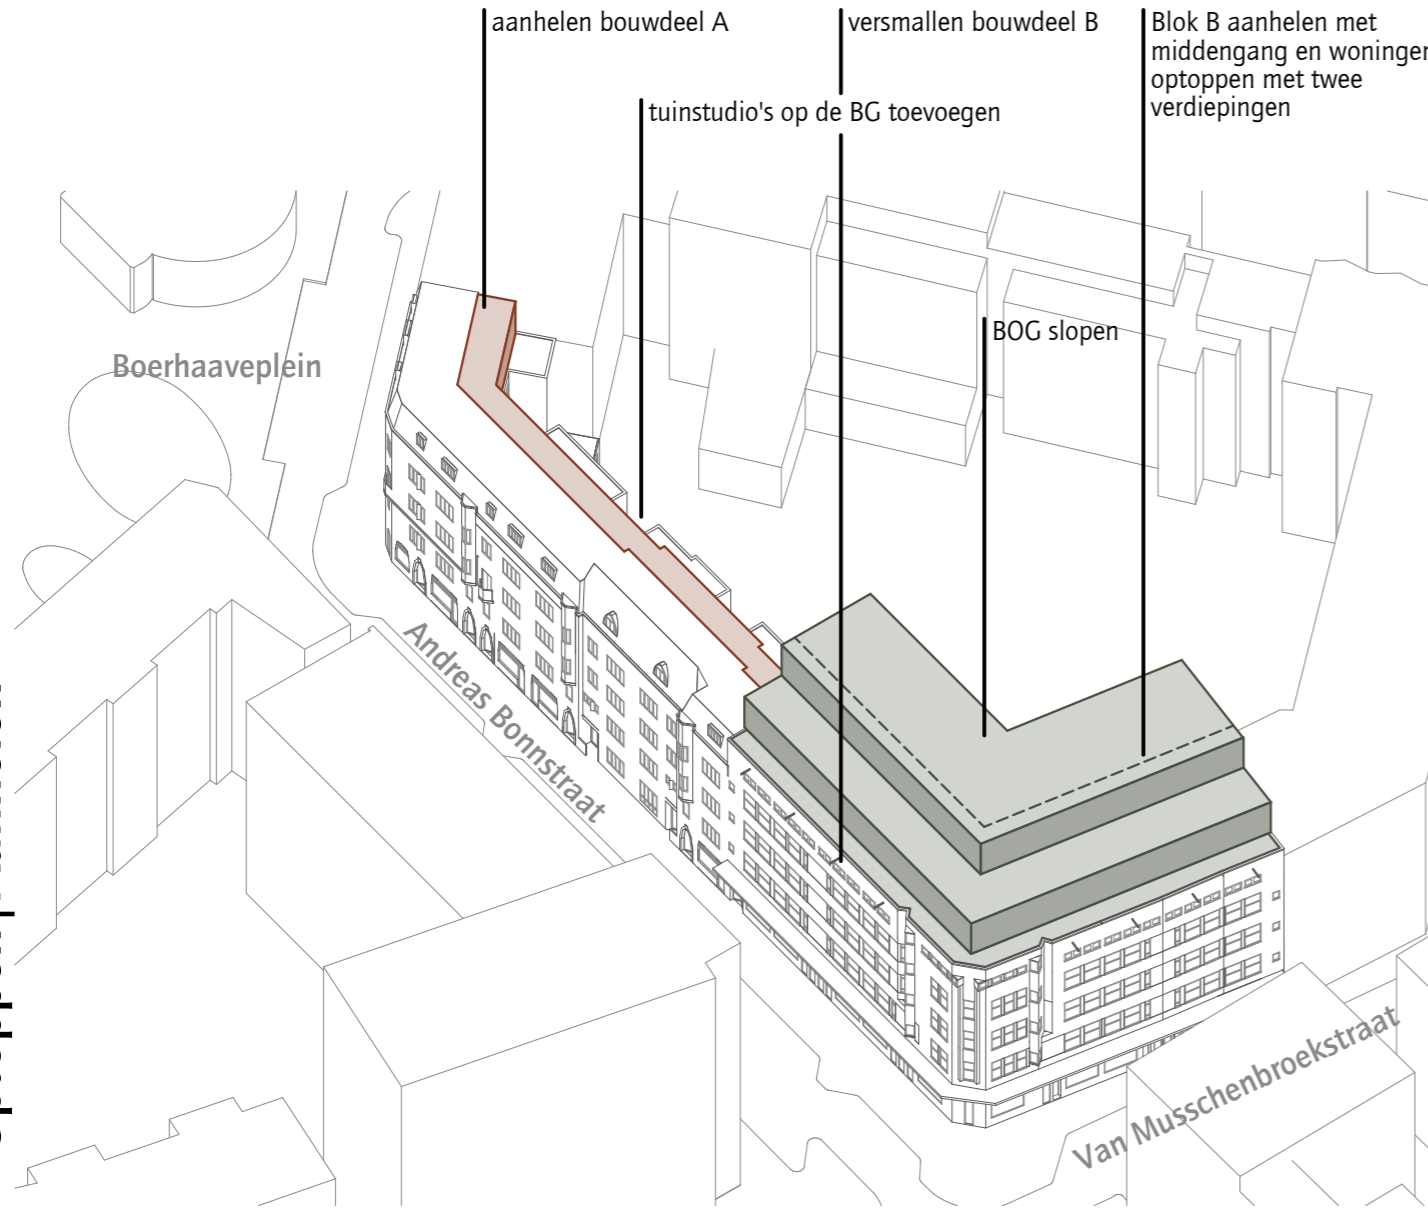 aanhelen bouwdeel A
versmallen bouwdeel B
Blok B aanhelen met
middengang en woningen
optoppen met twee
verdiepingen
tuinstudio's op de BG toevoegen
BOG slopen
Boerhaaveplein
Andreas Bonnstraat
Van Musschenbroekstraat